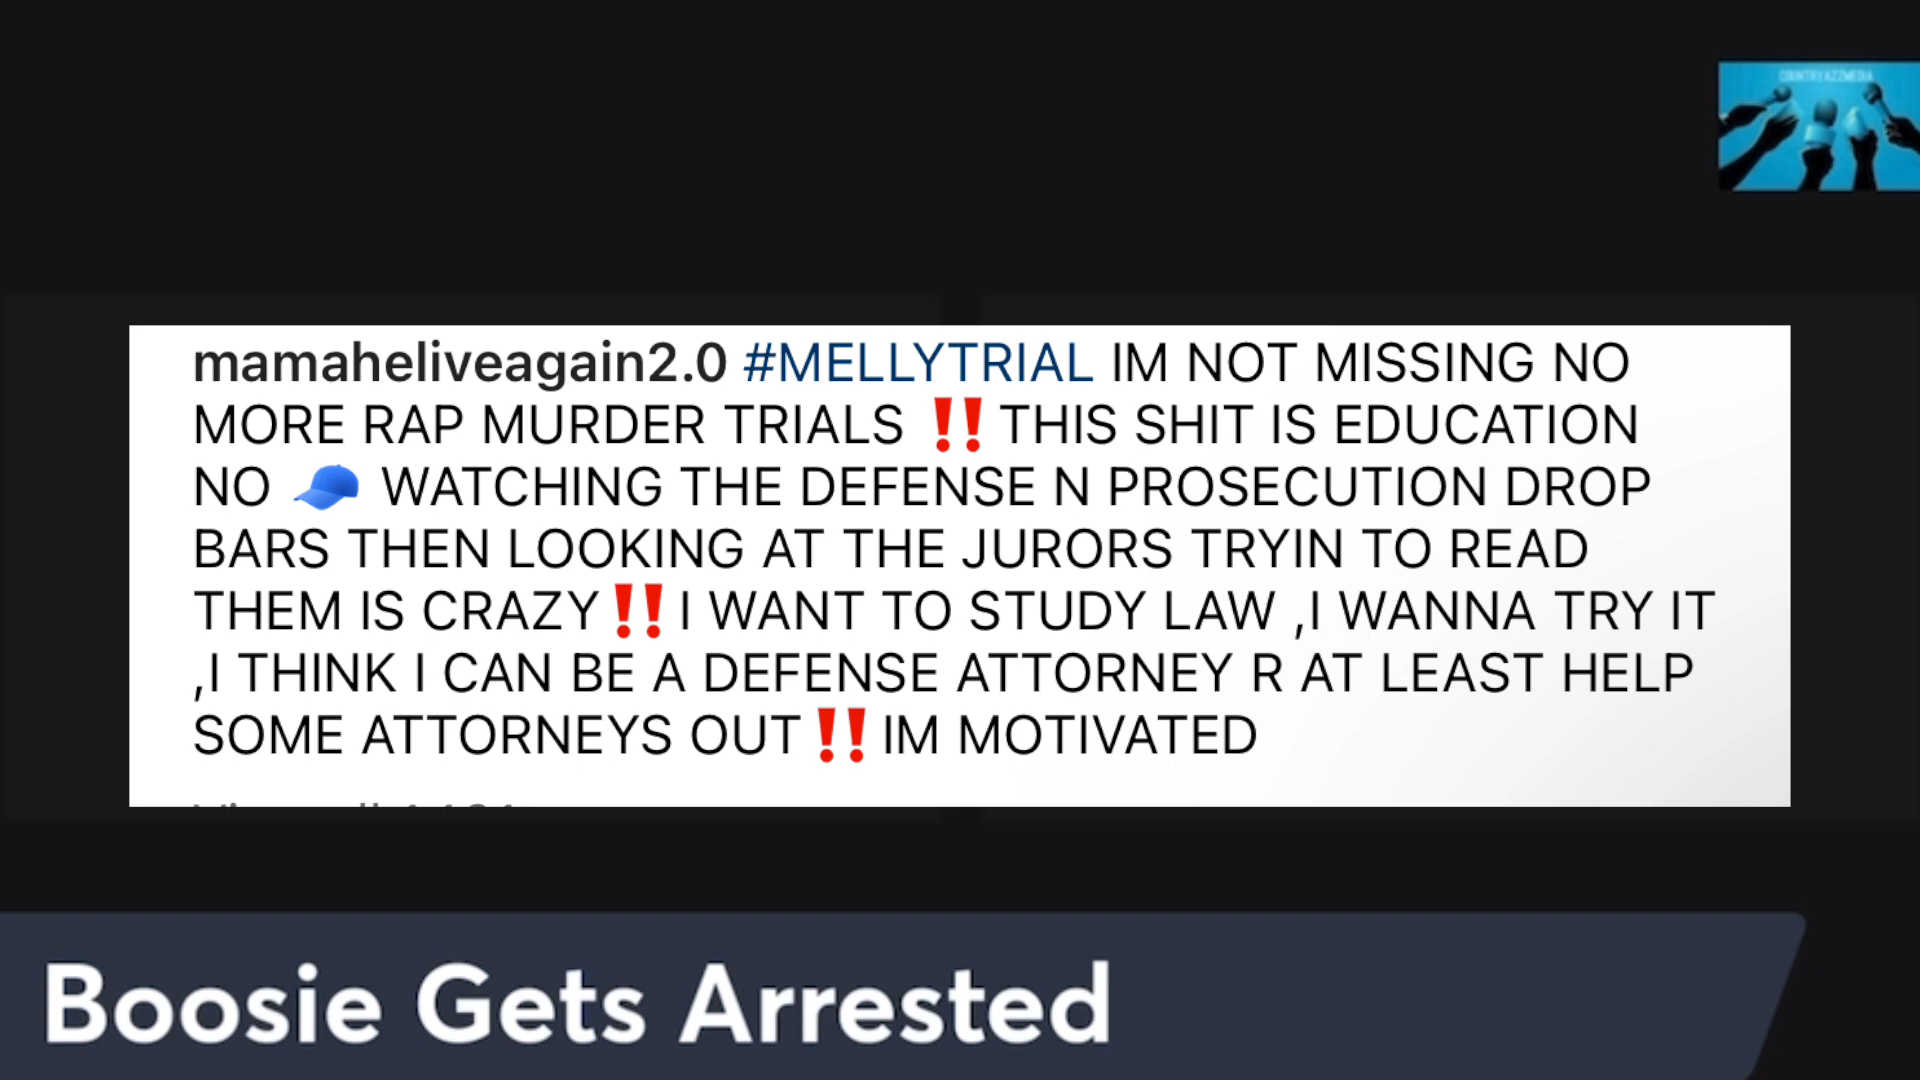 COUNTRYAZZMEDIA
mamaheliveagain2.0 #MELLYTRIAL IM NOT MISSING NO
MORE RAP MURDER TRIALS ‼️THIS SHIT IS EDUCATION
NO 🧢 WATCHING THE DEFENSE N PROSECUTION DROP
BARS THEN LOOKING AT THE JURORS TRYIN TO READ
THEM IS CRAZY‼️I WANT TO STUDY LAW ,I WANNA TRY IT
,I THINK I CAN BE A DEFENSE ATTORNEY R AT LEAST HELP
SOME ATTORNEYS OUT‼️IM MOTIVATED
Boosie Gets Arrested